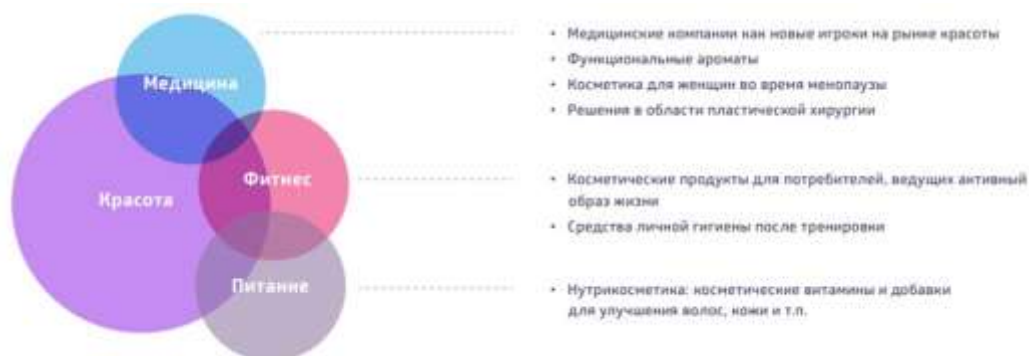 Медицина
Фитнес
Красота
Питание
• Медицинские компании как новые игроки на рынке красоты
• Функциональные ароматы
• Косметика для женщин во время менопаузы
• Решения в области пластической хирургии
• Косметические продукты для потребителей, ведущих активный
образ жизни
• Средства личной гигиены после тренировки
• Нутрикосметика: косметические витамины и добавки
для улучшения волос, кожи и т.п.